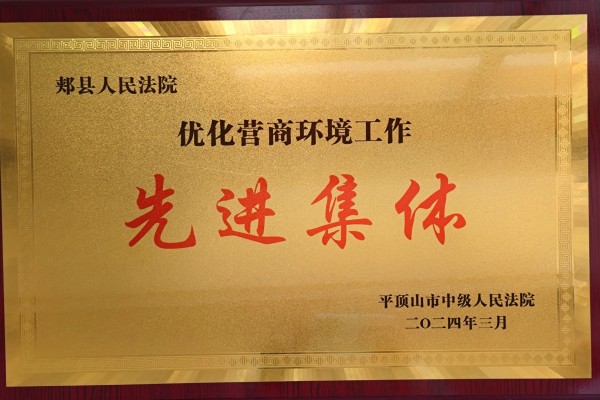 郏县人民法院
优化营商环境工作
先进集体
平顶山市中级人民法院
二〇二四年三月